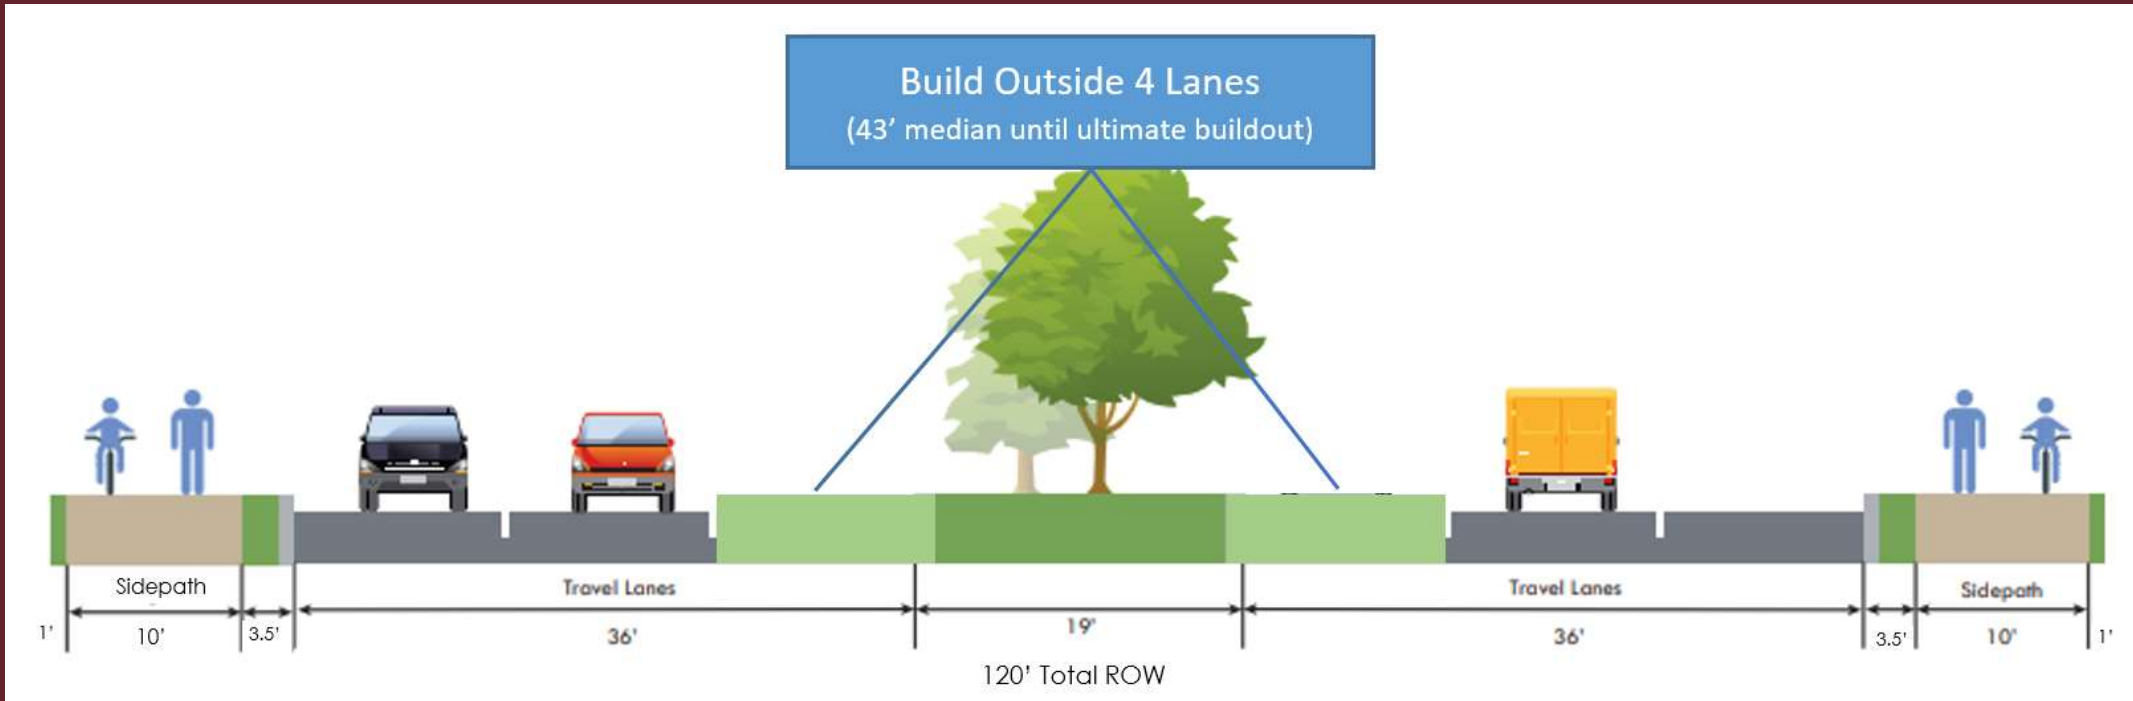 Build Outside 4 Lanes
(43’ median until ultimate buildout)
Sidepath
Travel Lanes
Travel Lanes
Sidepath
1’
10’
3.5’
36’
19’
36’
3.5’
10’
1’
120’ Total ROW